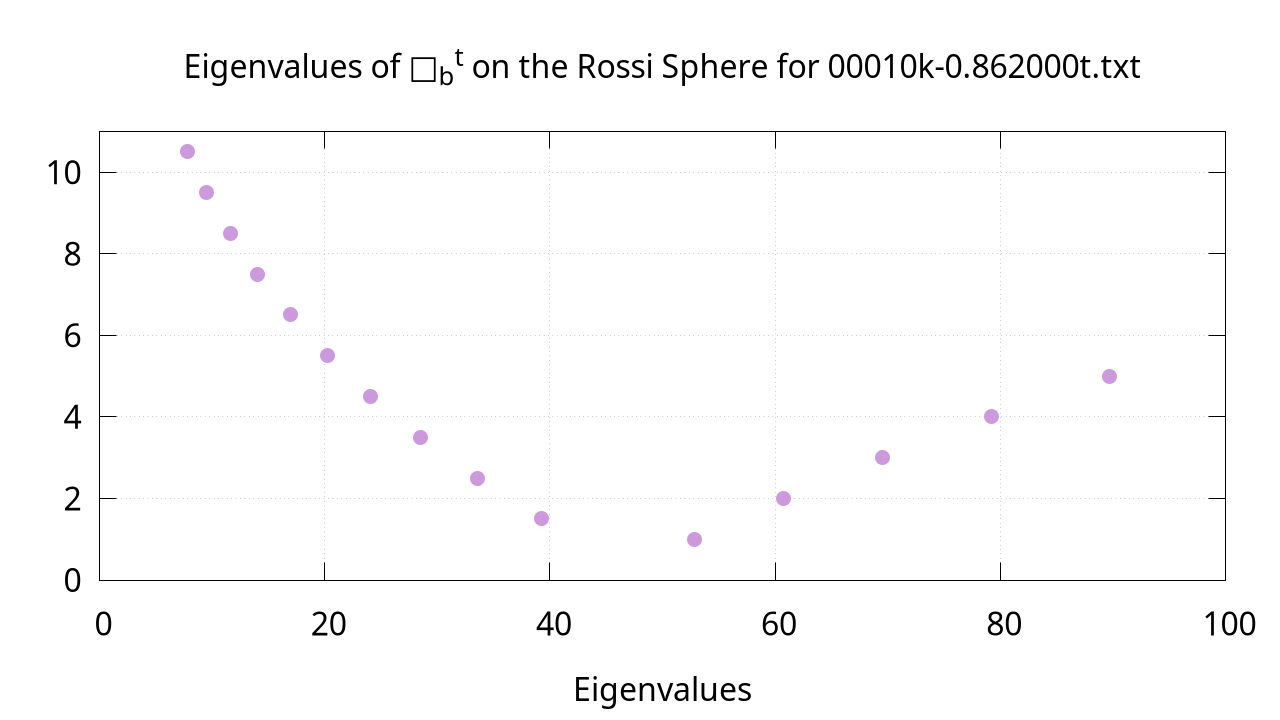 Eigenvalues of □bt on the Rossi Sphere for 00010k-0.862000t.txt
10
8
6
4
2
0
0 20 40 60 80 100
Eigenvalues